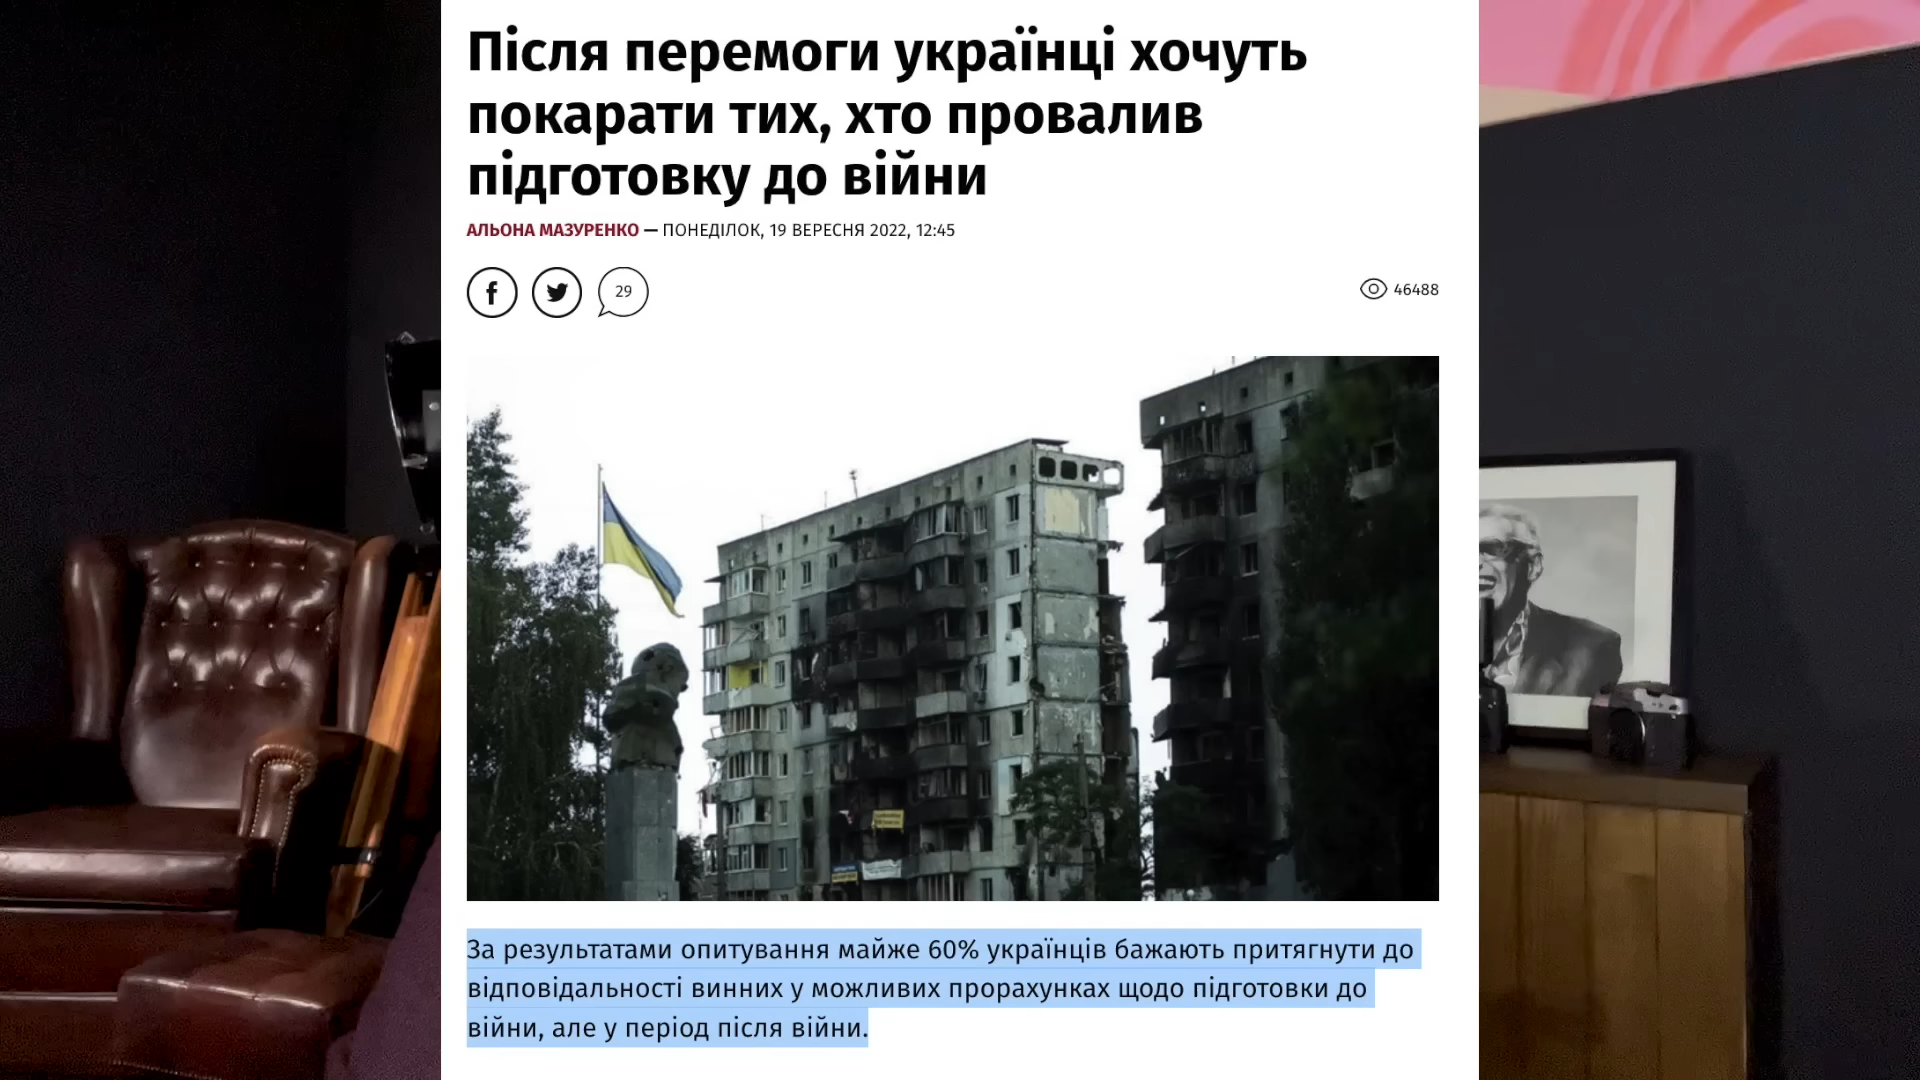 Після перемоги українці хочуть
покарати тих, хто провалив
підготовку до війни
АЛЬОНА МАЗУРЕНКО — ПОНЕДІЛОК, 19 ВЕРЕСНЯ 2022, 12:45
29
46488
За результатами опитування майже 60% українців бажають притягнути до
відповідальності винних у можливих прорахунках щодо підготовки до
війни, але у період після війни.